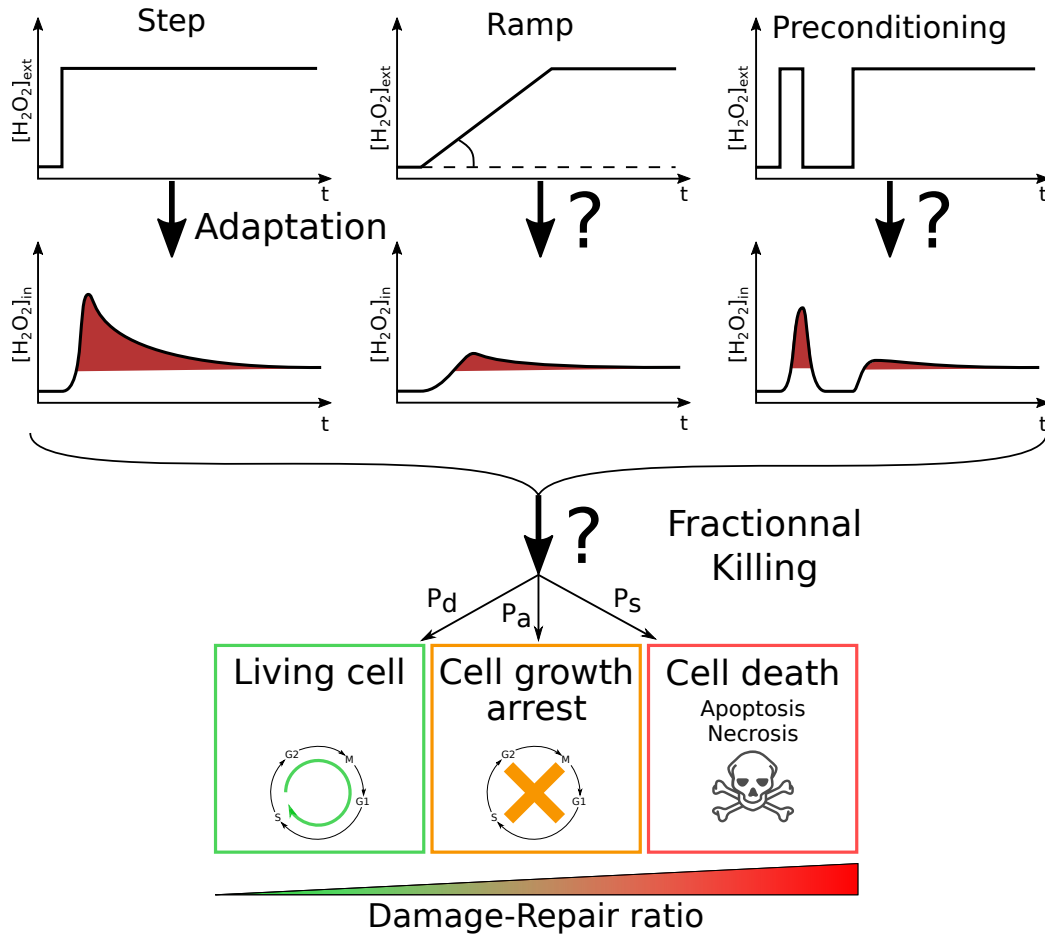 Step
Ramp
Preconditioning
[H₂O₂]ext
t
[H₂O₂]ext
t
[H₂O₂]ext
t
Adaptation
?
?
[H₂O₂]in
t
[H₂O₂]in
t
[H₂O₂]in
t
?
Fractionnal
Killing
Pd
Pa
Ps
Living cell
G2
M
G1
S
Cell growth
arrest
G2
M
G1
S
Cell death
Apoptosis
Necrosis
Damage-Repair ratio